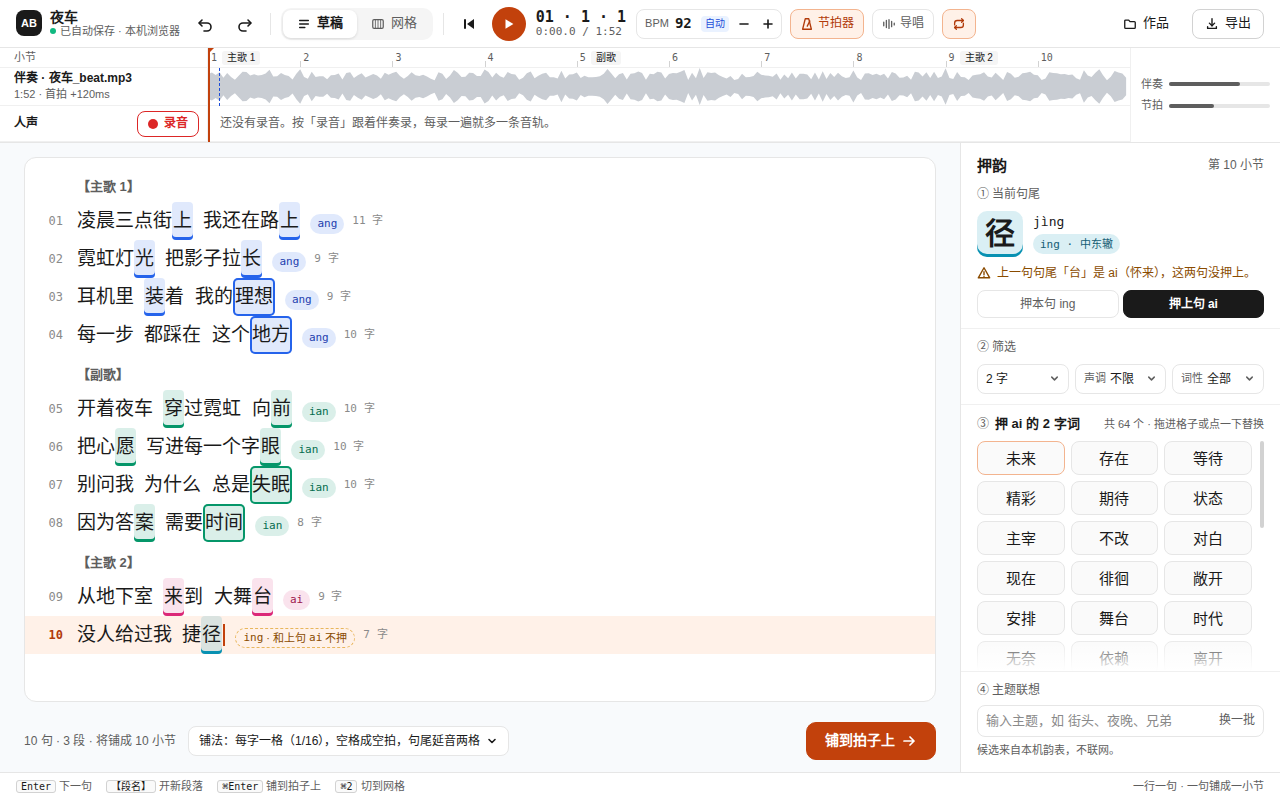 AB 夜车 已自动保存 · 本机浏览器 草稿 网格 01 · 1 · 1 0:00.0 / 1:52 BPM 92 自动 − + 节拍器 导唱 作品 导出
小节 1 主歌 1 2 3 4 5 副歌 6 7 8 9 主歌 2 10
伴奏 · 夜车_beat.mp3
1:52 · 首拍 +120ms
伴奏
节拍
人声 录音 还没有录音。按「录音」跟着伴奏录，每录一遍就多一条音轨。
【主歌 1】
01 凌晨三点街上 我还在路上 ang 11 字
02 霓虹灯光 把影子拉长 ang 9 字
03 耳机里 装着 我的理想 ang 9 字
04 每一步 都踩在 这个地方 ang 10 字
【副歌】
05 开着夜车 穿过霓虹 向前 ian 10 字
06 把心愿 写进每一个字眼 ian 10 字
07 别问我 为什么 总是失眠 ian 10 字
08 因为答案 需要时间 ian 8 字
【主歌 2】
09 从地下室 来到 大舞台 ai 9 字
10 没人给过我 捷径 ing · 和上句 ai 不押 7 字
10 句 · 3 段 · 将铺成 10 小节 铺法：每字一格（1/16），空格成空拍，句尾延音两格 铺到拍子上 →
押韵 第 10 小节
① 当前句尾
径 jìng
ing · 中东辙
上一句句尾「台」是 ai（怀来），这两句没押上。
押本句 ing 押上句 ai
② 筛选
2 字 声调 不限 词性 全部
③ 押 ai 的 2 字词 共 64 个 · 拖进格子或点一下替换
未来 存在 等待
精彩 期待 状态
主宰 不改 对白
现在 徘徊 敞开
安排 舞台 时代
无奈 依赖 离开
④ 主题联想
输入主题，如 街头、夜晚、兄弟 换一批
候选来自本机韵表，不联网。
Enter 下一句 【段名】 开新段落 ⌘Enter 铺到拍子上 ⌘2 切到网格 一行一句 · 一句铺成一小节